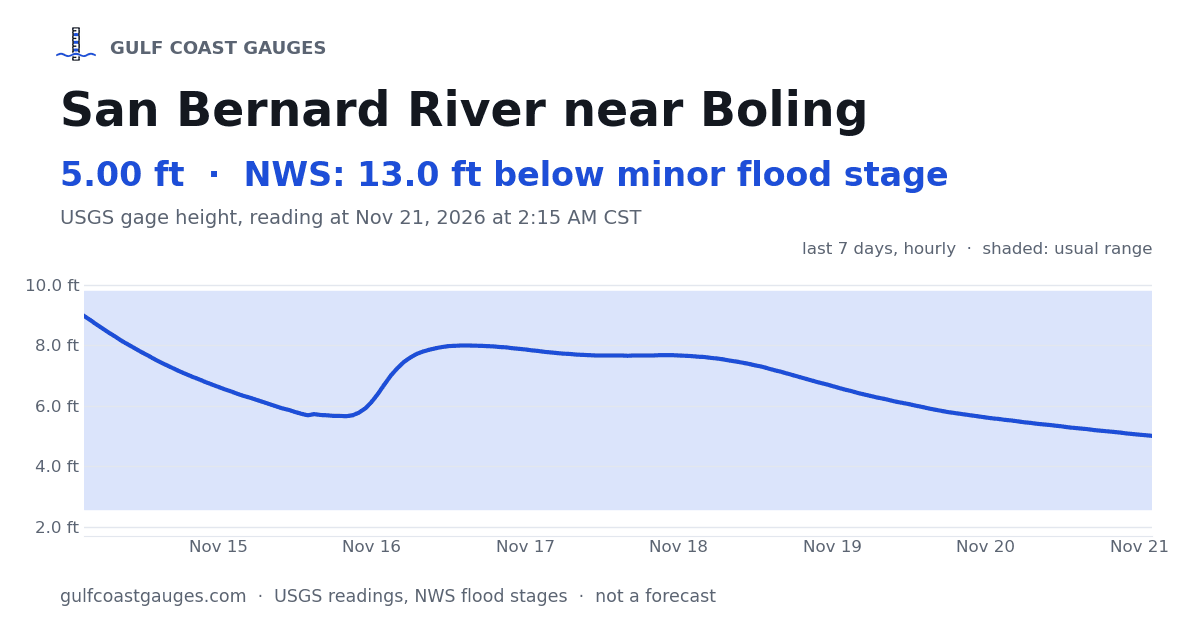 GULF COAST GAUGES
San Bernard River near Boling
5.00 ft · NWS: 13.0 ft below minor flood stage
USGS gage height, reading at Nov 21, 2026 at 2:15 AM CST
last 7 days, hourly · shaded: usual range
10.0 ft
8.0 ft
6.0 ft
4.0 ft
2.0 ft
Nov 15 Nov 16 Nov 17 Nov 18 Nov 19 Nov 20 Nov 21
gulfcoastgauges.com · USGS readings, NWS flood stages · not a forecast